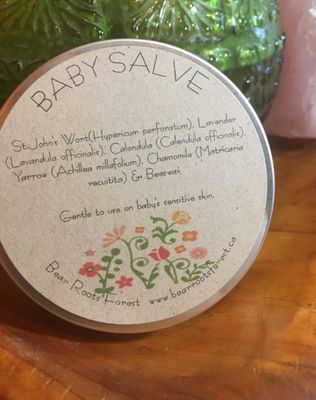 BABY SALVE
St.John's Wort(Hypericum perforatum), Lavender
(Lavandula officinalis), Calendula (Calendula officinalis),
Yarrow (Achillea millifolium), Chamomile (Matricaria
recutita) & Beeswax
Gentle to use on baby's sensitive skin.
Bear Roots Forest www.bearrootsforest.ca